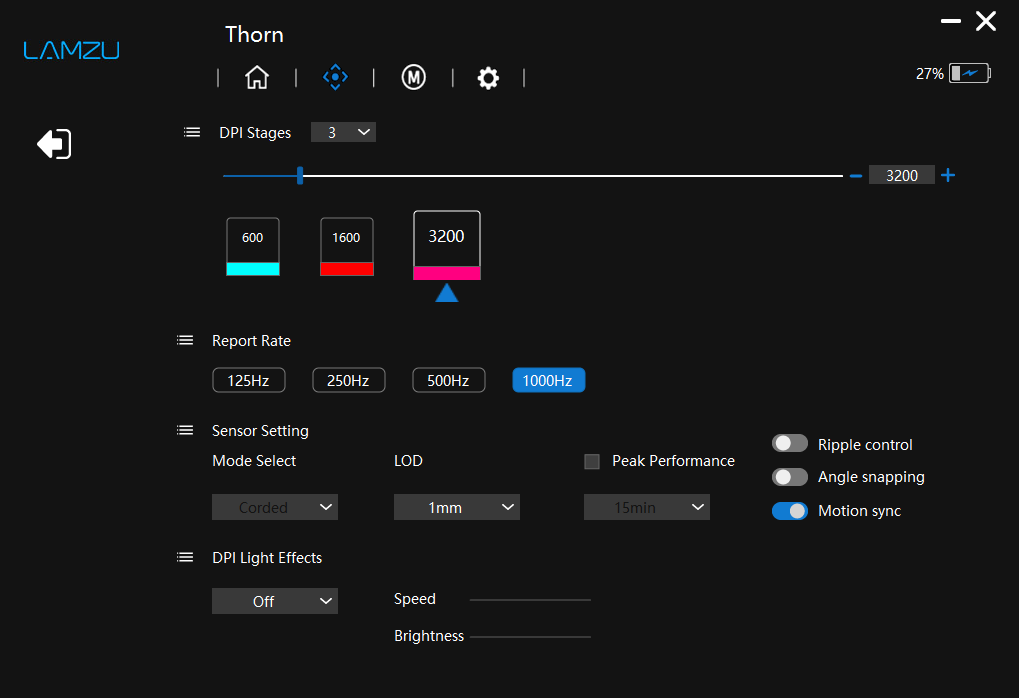 Thorn
LAMZU
M
27%
DPI Stages 3
3200
600 1600 3200
Report Rate
125Hz 250Hz 500Hz 1000Hz
Sensor Setting
Mode Select LOD Peak Performance
Corded 1mm 15min
Ripple control
Angle snapping
Motion sync
DPI Light Effects
Off
Speed
Brightness